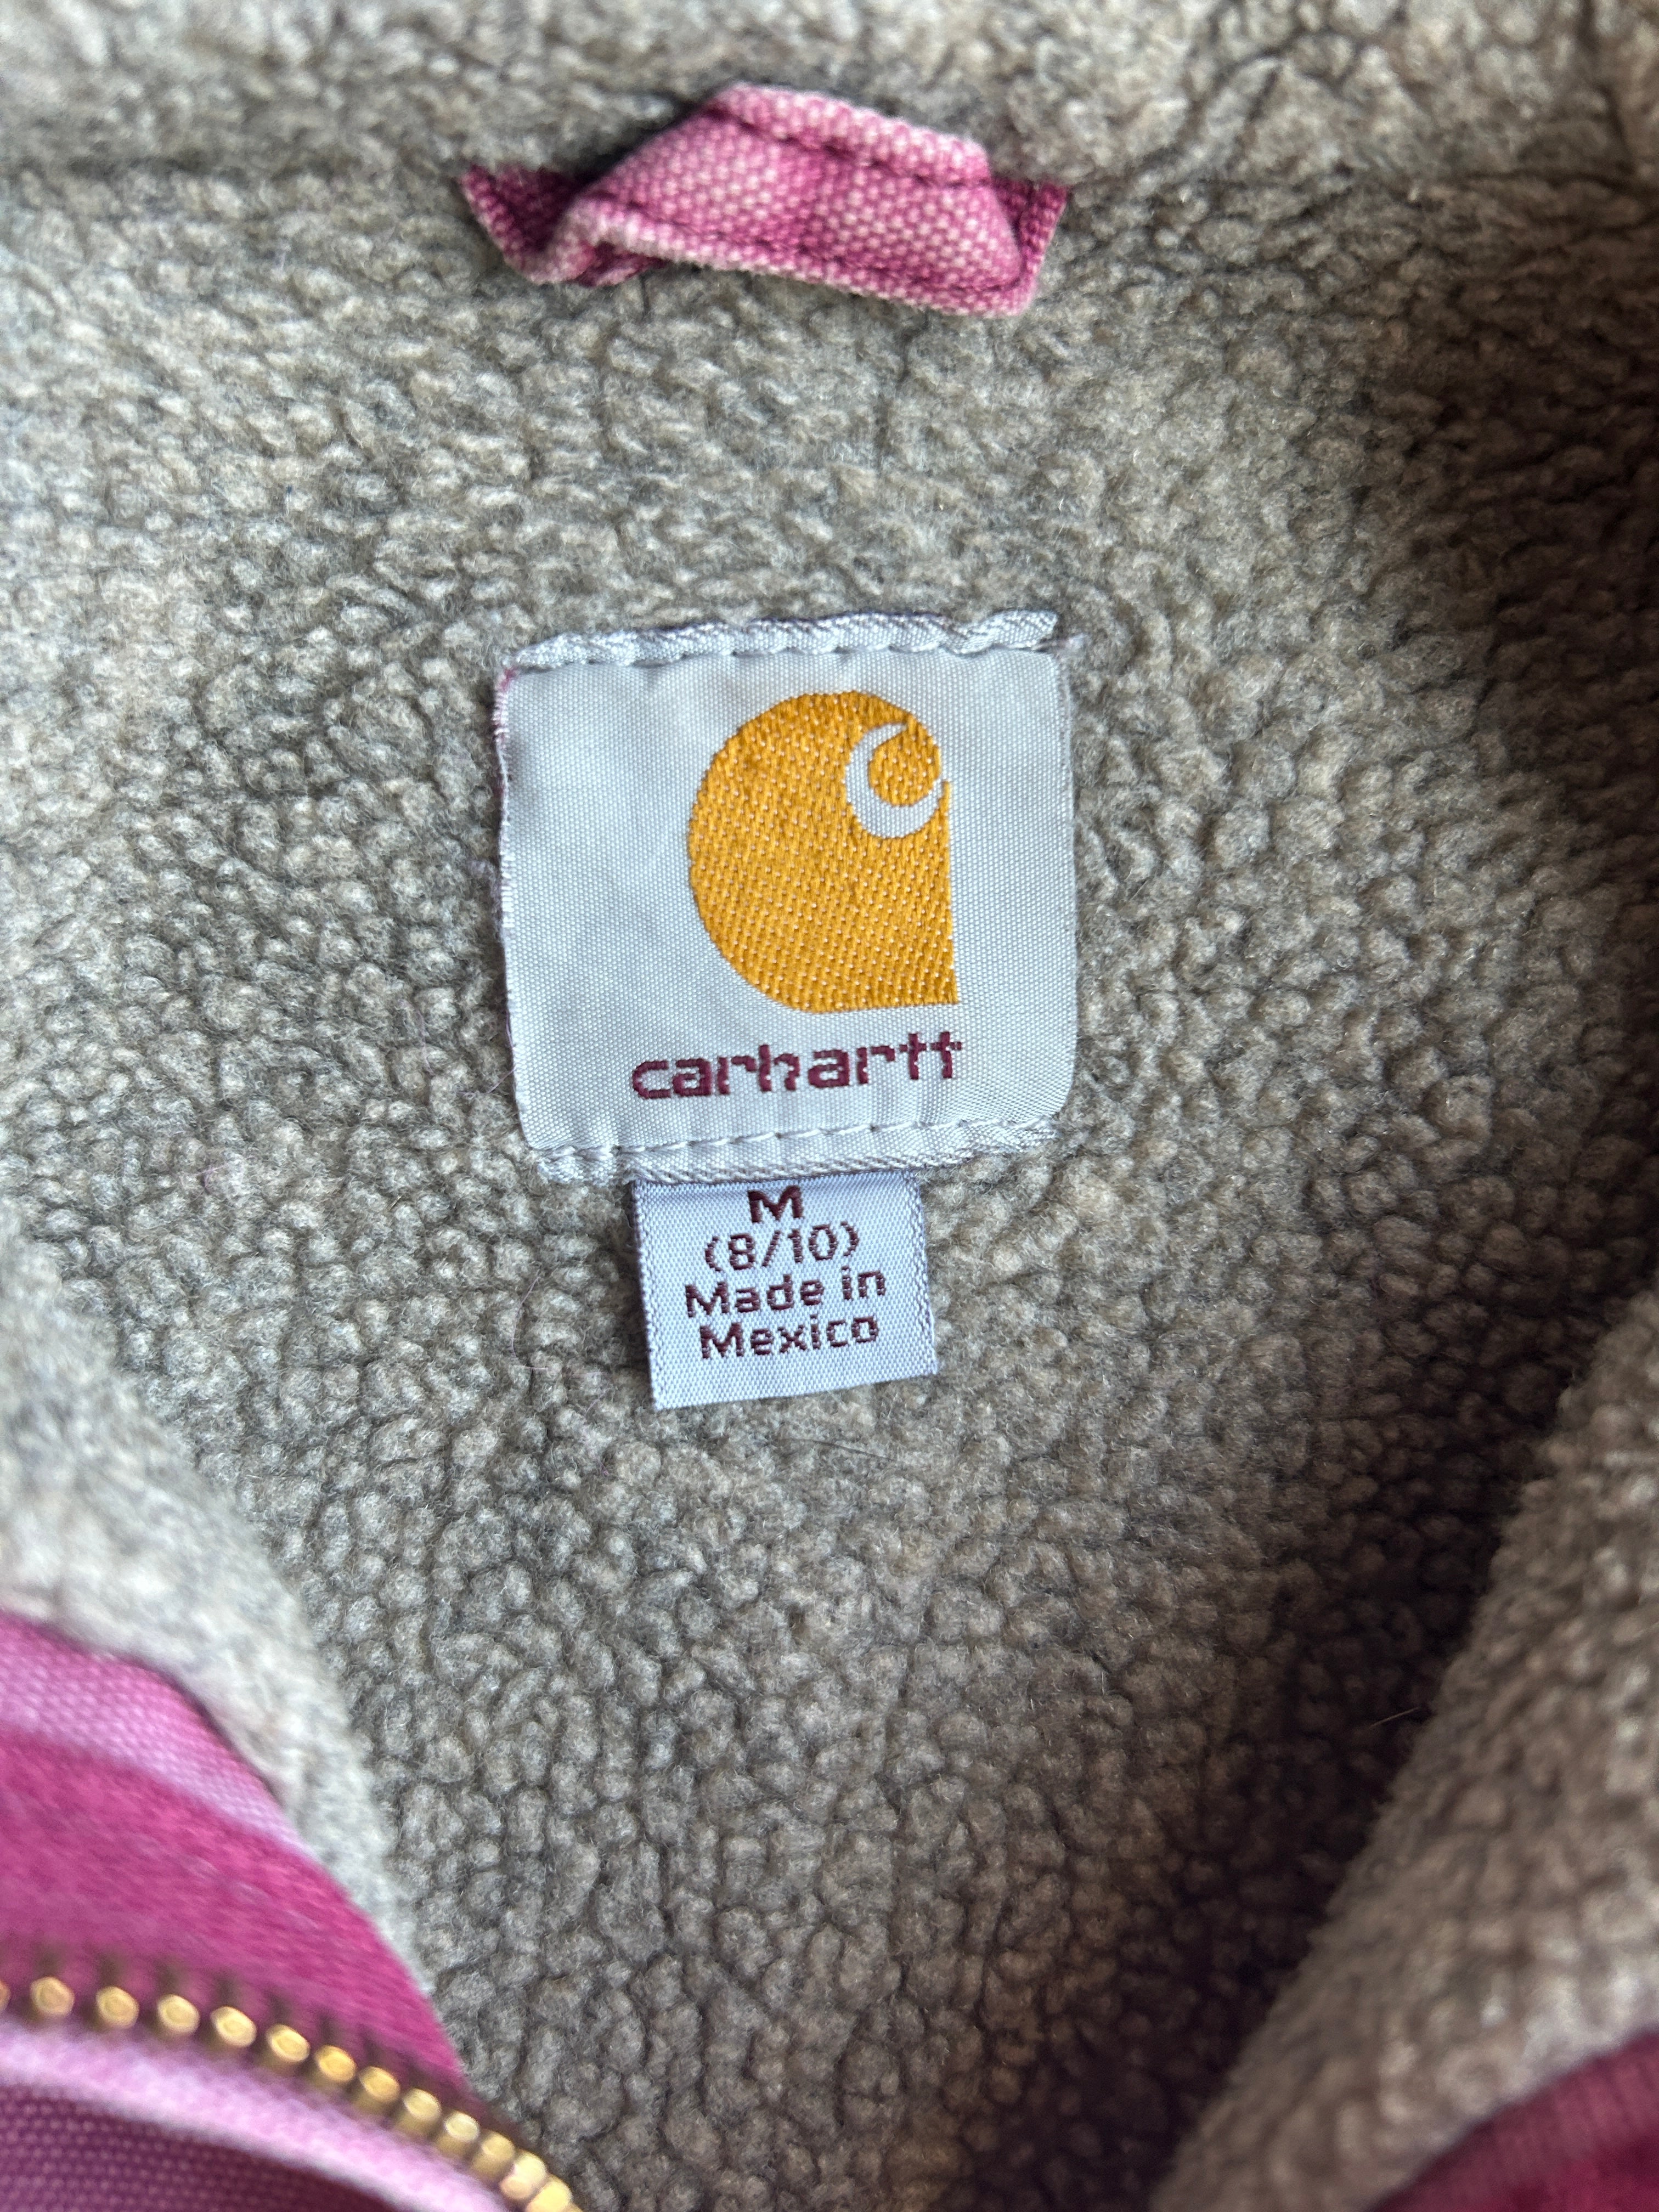 carhartt
M
(8/10)
Made in
Mexico